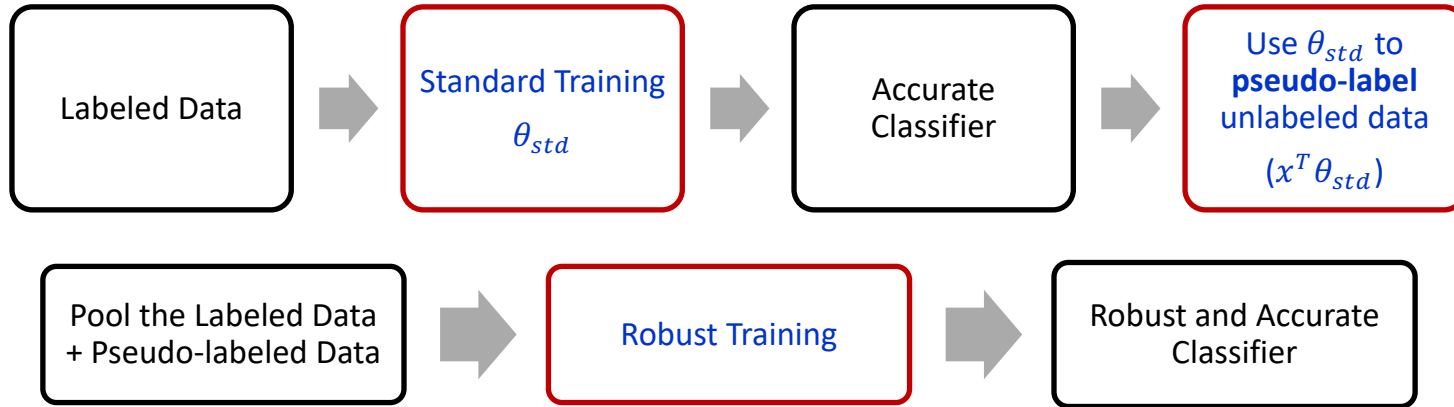 Labeled Data
Standard Training
θ_std
Accurate
Classifier
Use θ_std to
pseudo-label
unlabeled data
(x^T θ_std)
Pool the Labeled Data
+ Pseudo-labeled Data
Robust Training
Robust and Accurate
Classifier